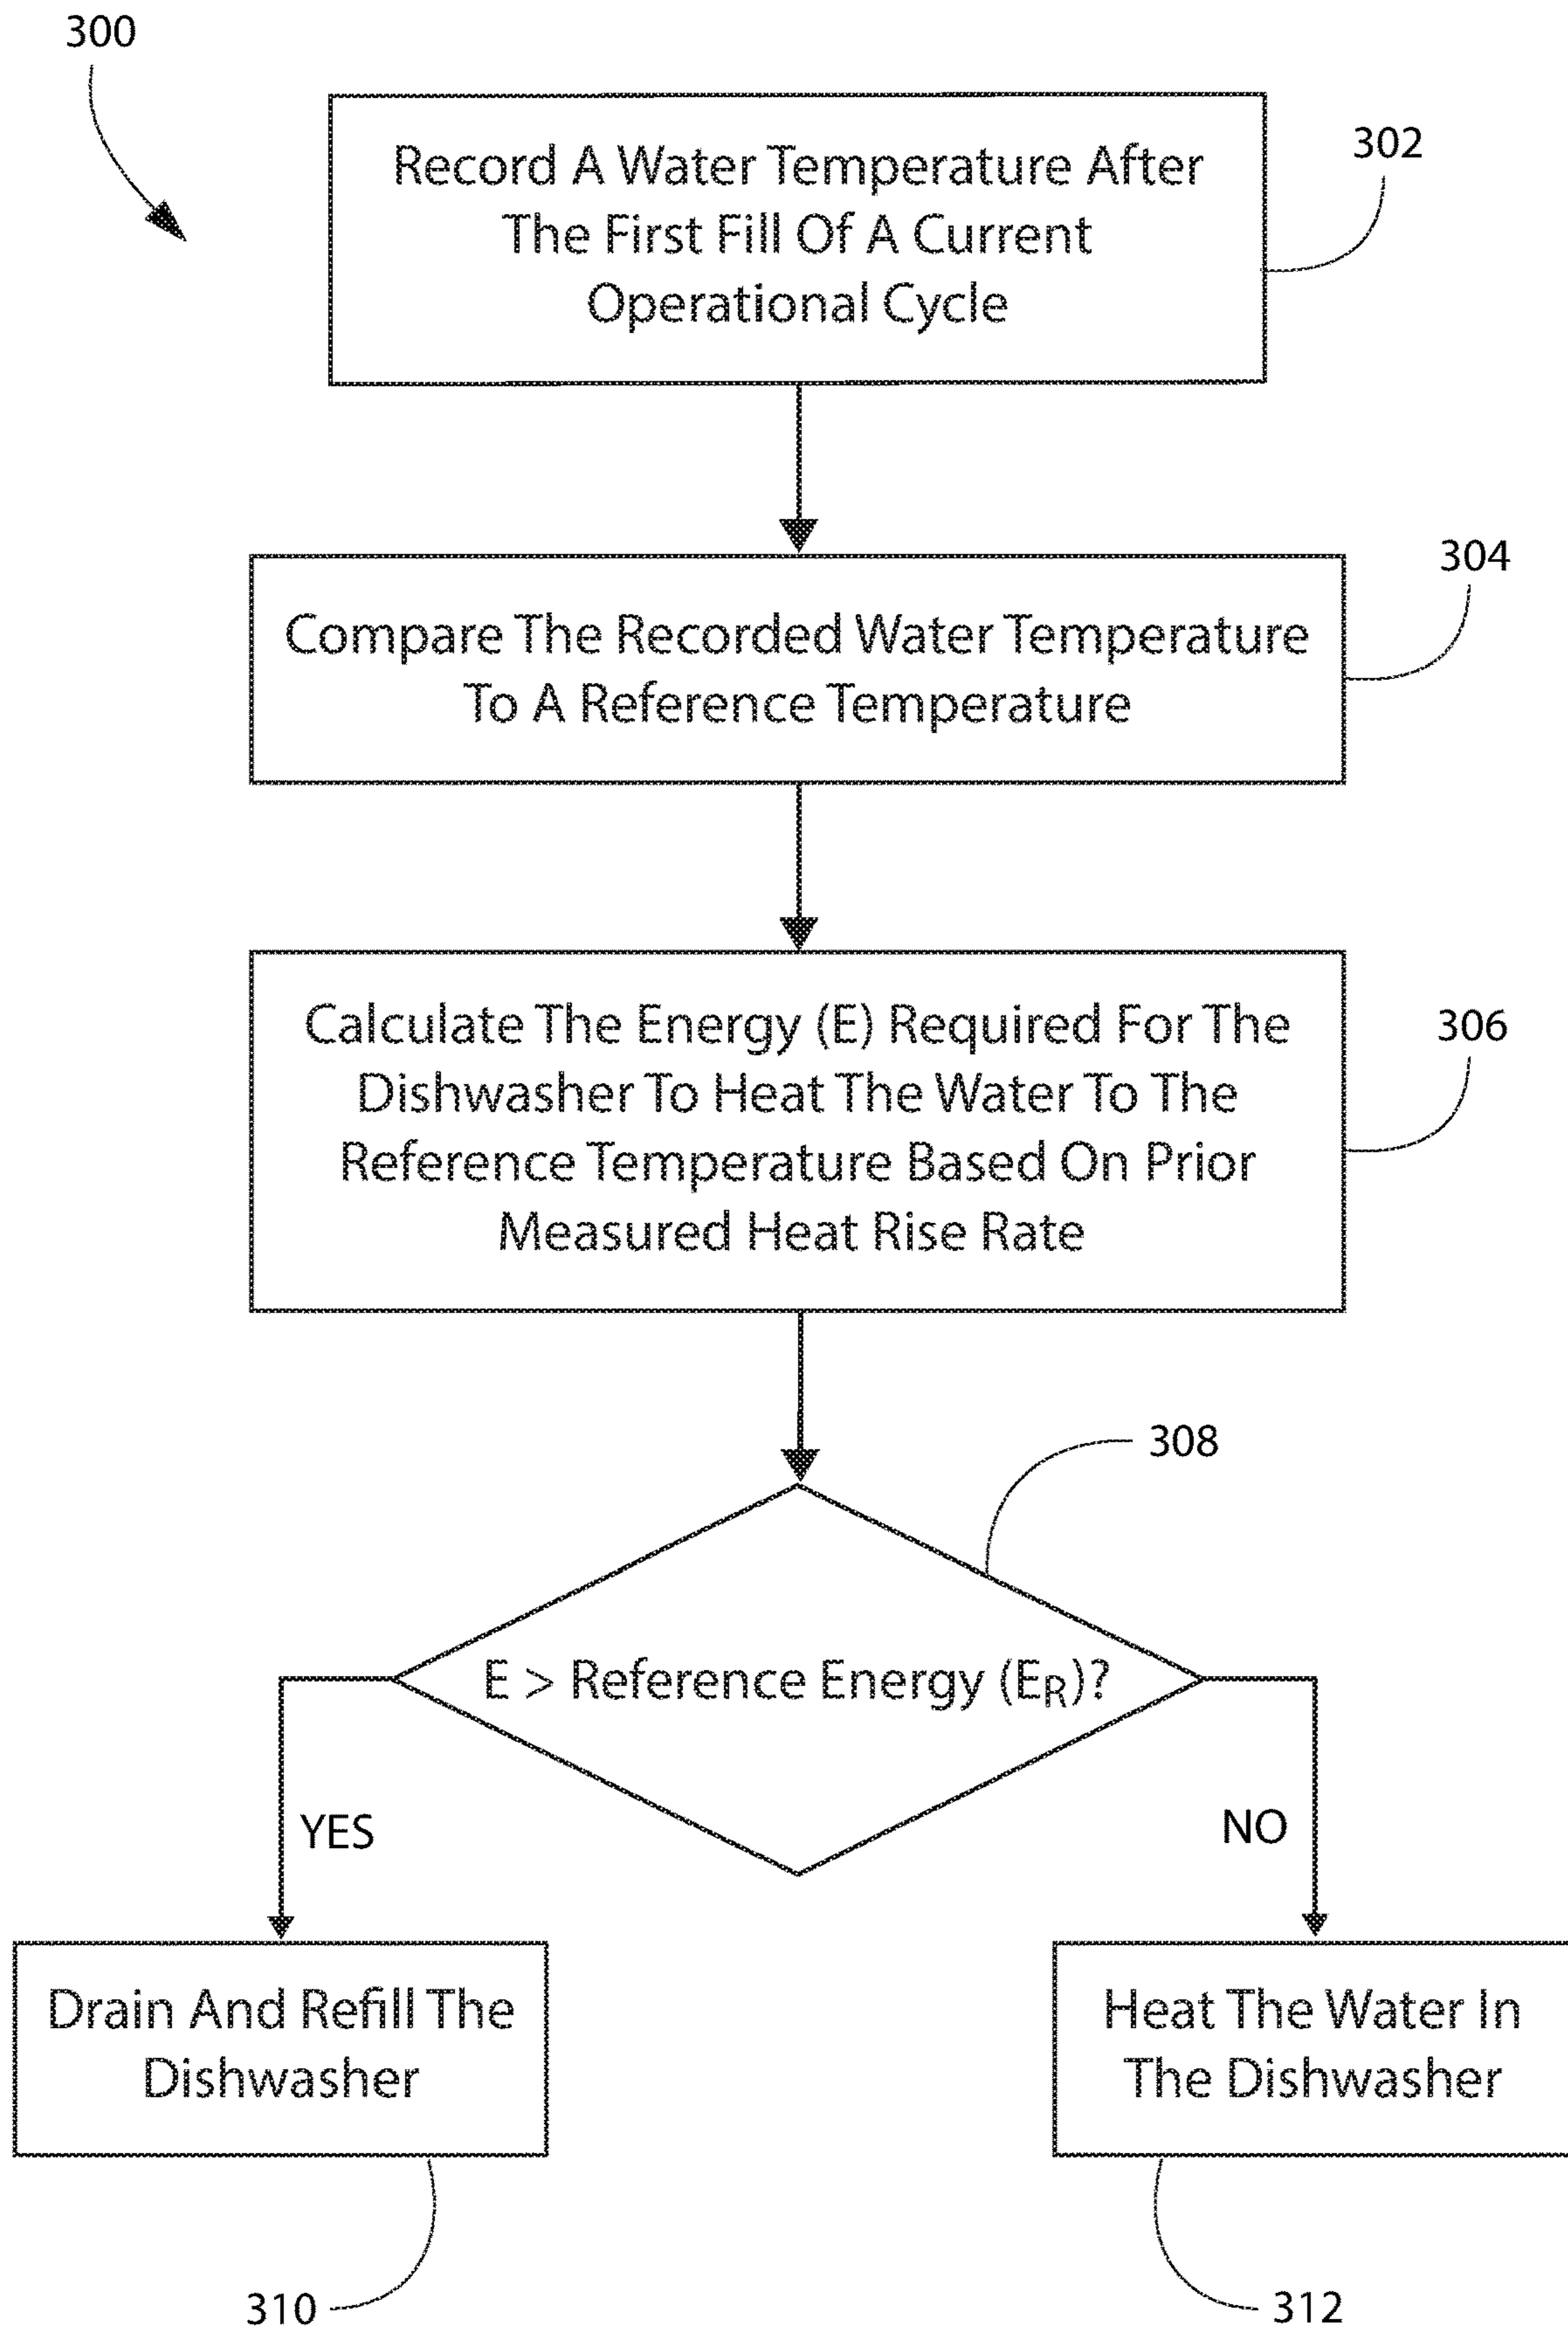 300
Record A Water Temperature After
The First Fill Of A Current
Operational Cycle
302
Compare The Recorded Water Temperature
To A Reference Temperature
304
Calculate The Energy (E) Required For The
Dishwasher To Heat The Water To The
Reference Temperature Based On Prior
Measured Heat Rise Rate
306
308
E > Reference Energy (ER)?
YES
NO
Drain And Refill The
Dishwasher
Heat The Water In
The Dishwasher
310
312